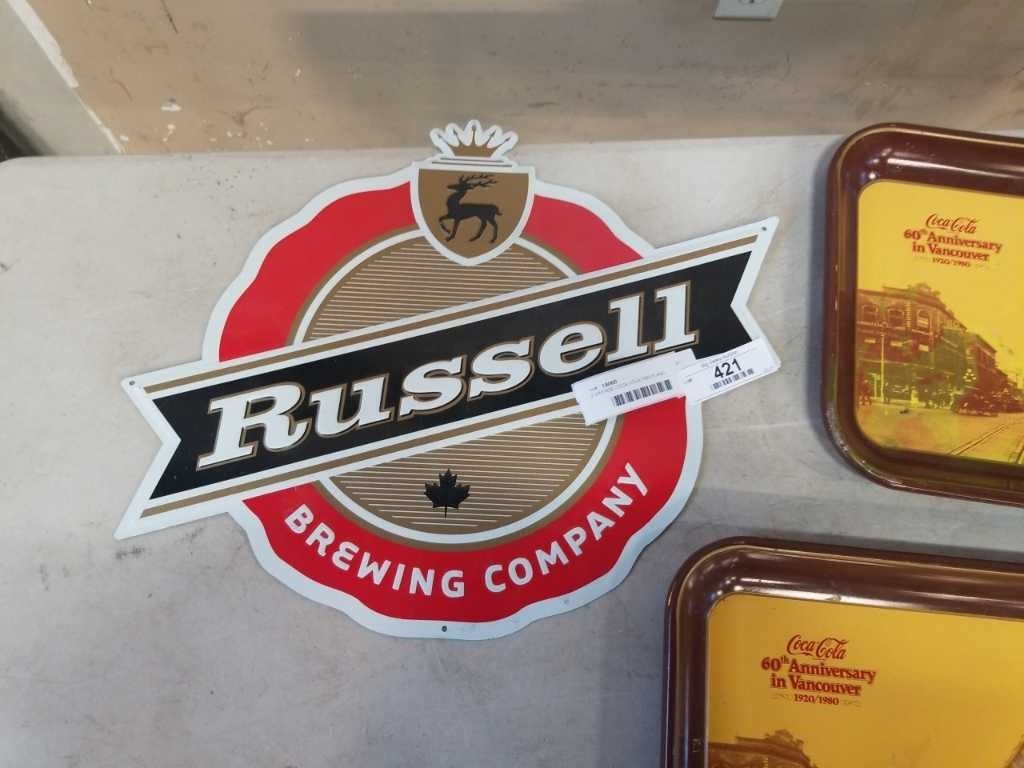 Russell
BREWING COMPANY
421
Coca-Cola
60th Anniversary
in Vancouver
1920/1980
Coca-Cola
60th Anniversary
in Vancouver
1920/1980